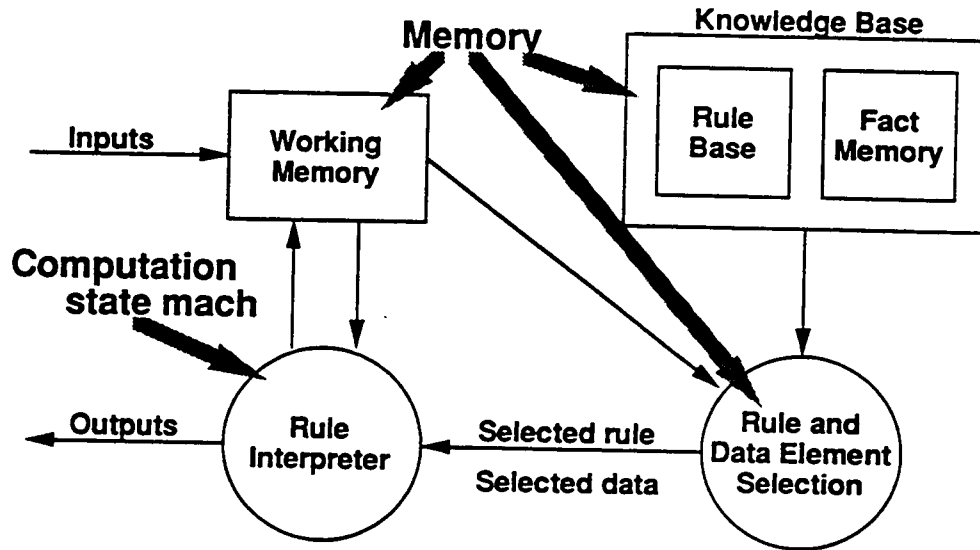 Knowledge Base
Memory
Rule
Base
Fact
Memory
Inputs
Working
Memory
Computation
state mach
Outputs
Rule
Interpreter
Selected rule
Selected data
Rule and
Data Element
Selection